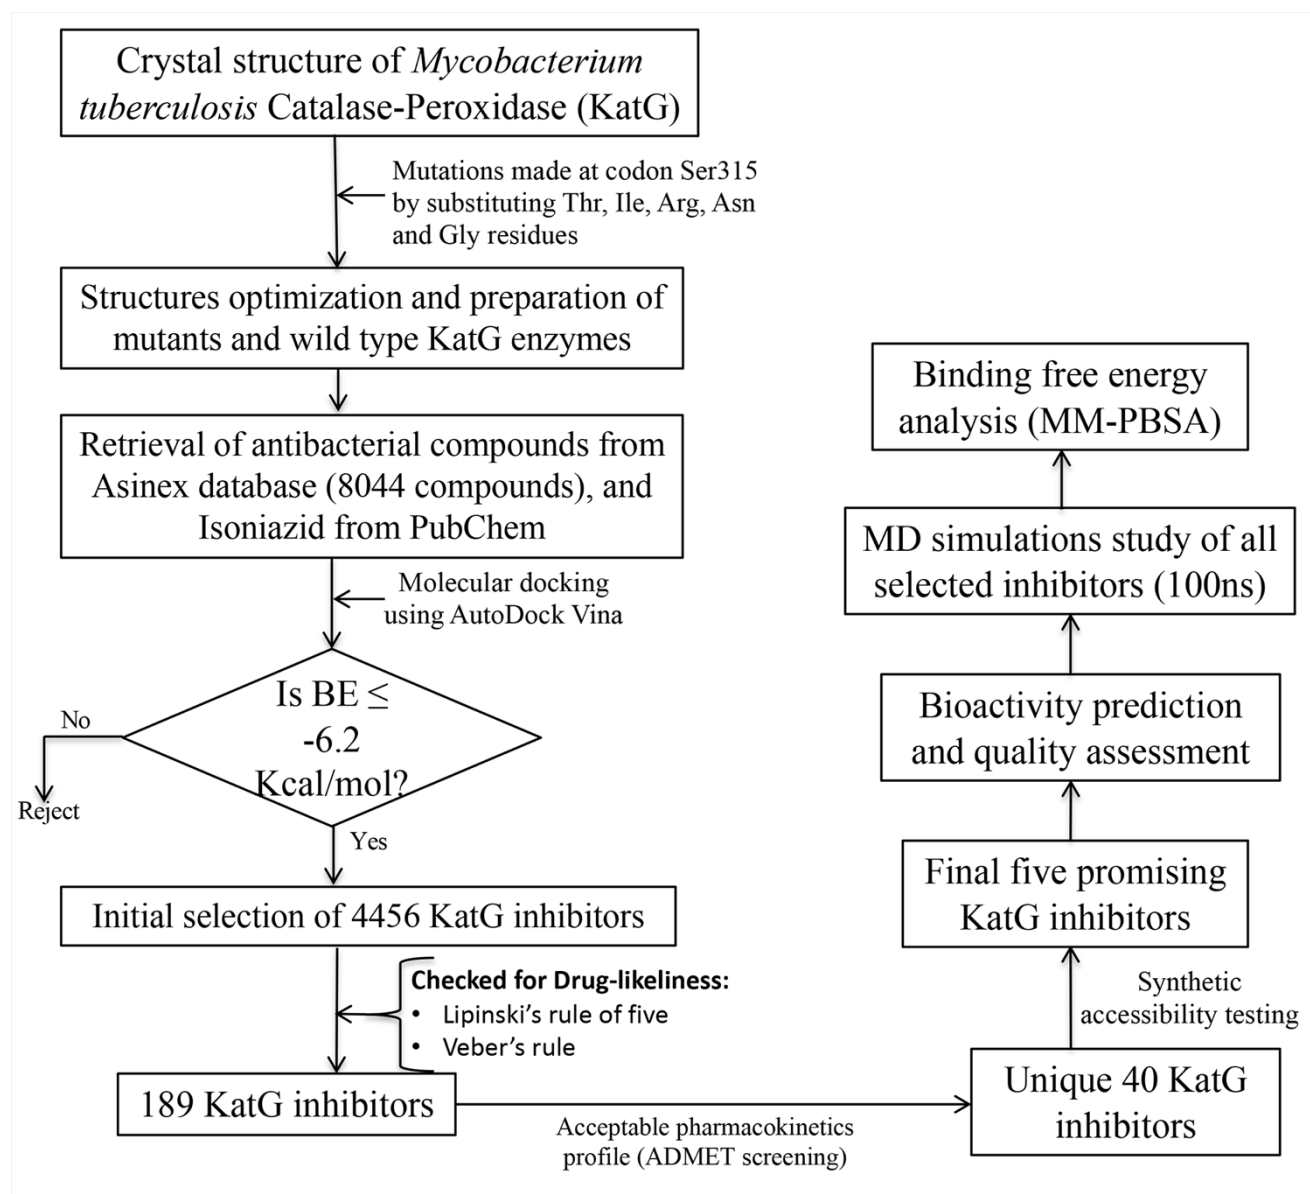 Crystal structure of Mycobacterium
tuberculosis Catalase-Peroxidase (KatG)
Mutations made at codon Ser315
by substituting Thr, Ile, Arg, Asn
and Gly residues
Structures optimization and preparation of
mutants and wild type KatG enzymes
Retrieval of antibacterial compounds from
Asinex database (8044 compounds), and
Isoniazid from PubChem
Molecular docking
using AutoDock Vina
Is BE ≤
-6.2
Kcal/mol?
No
Reject
Yes
Initial selection of 4456 KatG inhibitors
Checked for Drug-likeliness:
• Lipinski's rule of five
• Veber's rule
189 KatG inhibitors
Acceptable pharmacokinetics
profile (ADMET screening)
Unique 40 KatG
inhibitors
Synthetic
accessibility testing
Final five promising
KatG inhibitors
Bioactivity prediction
and quality assessment
MD simulations study of all
selected inhibitors (100ns)
Binding free energy
analysis (MM-PBSA)